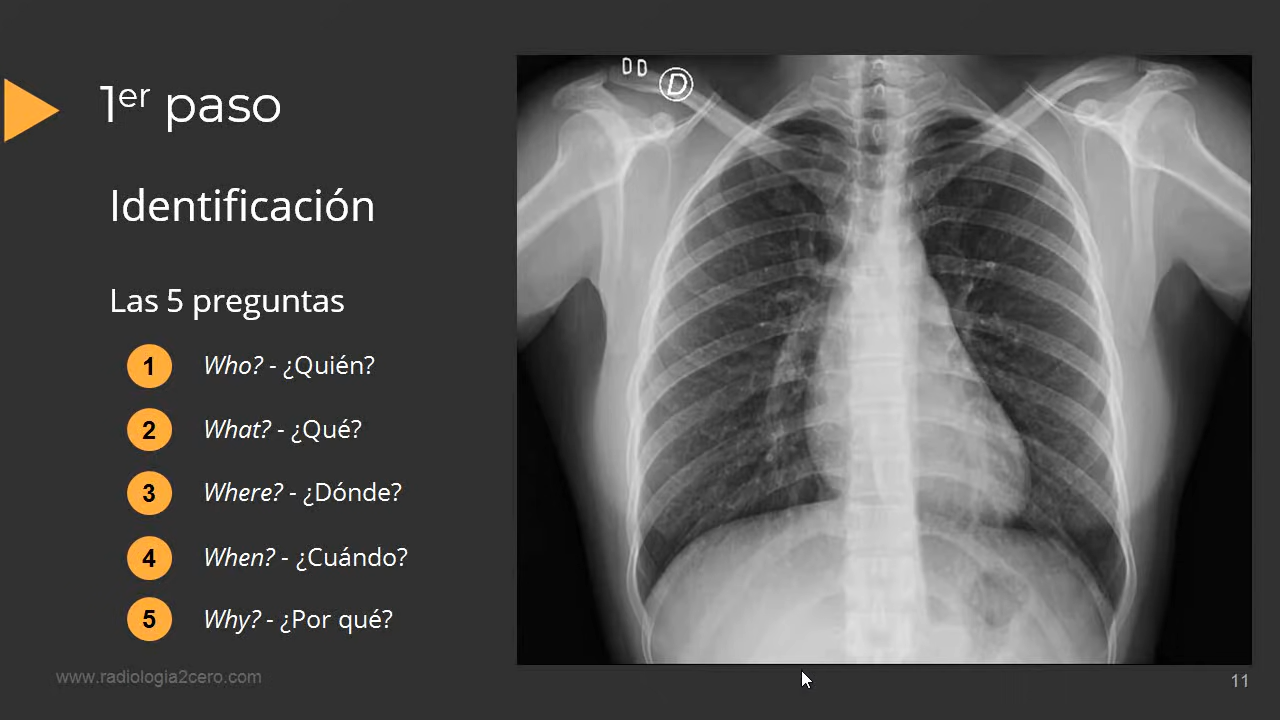 1er paso
Identificación
Las 5 preguntas
1 Who? - ¿Quién?
2 What? - ¿Qué?
3 Where? - ¿Dónde?
4 When? - ¿Cuándo?
5 Why? - ¿Por qué?
DD
D
www.radiologia2cero.com
11